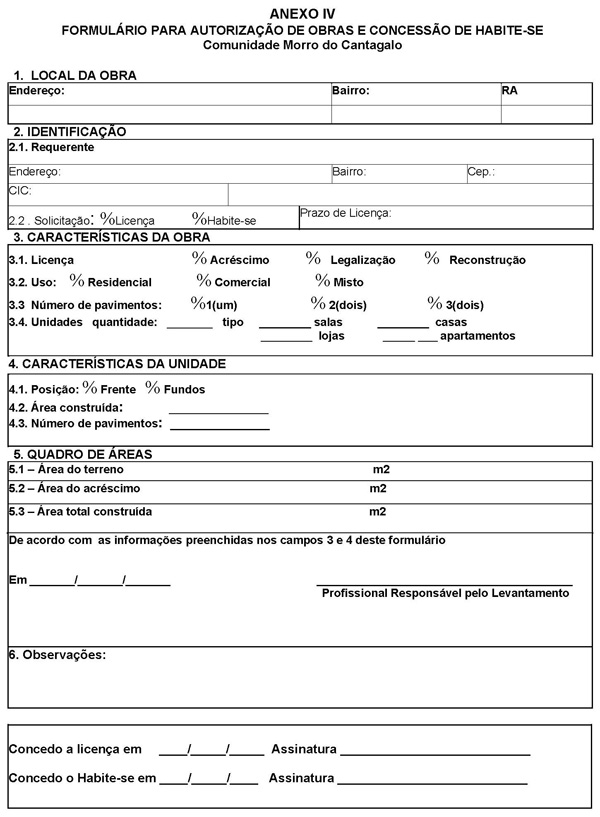 ANEXO IV
FORMULÁRIO PARA AUTORIZAÇÃO DE OBRAS E CONCESSÃO DE HABITE-SE
Comunidade Morro do Cantagalo
1. LOCAL DA OBRA
Endereço: Bairro: RA
2. IDENTIFICAÇÃO
2.1. Requerente
Endereço: Bairro: Cep.:
CIC:
2.2 . Solicitação: %Licença %Habite-se Prazo de Licença:
3. CARACTERÍSTICAS DA OBRA
3.1. Licença % Acréscimo % Legalização % Reconstrução
3.2. Uso: % Residencial % Comercial % Misto
3.3 Número de pavimentos: %1(um) % 2(dois) % 3(dois)
3.4. Unidades quantidade: _______ tipo ________ salas ________ casas
________ lojas _____ ___ apartamentos
4. CARACTERÍSTICAS DA UNIDADE
4.1. Posição: % Frente % Fundos
4.2. Área construída: _______________
4.3. Número de pavimentos: _______________
5. QUADRO DE ÁREAS
5.1 – Área do terreno m2
5.2 – Área do acréscimo m2
5.3 – Área total construída m2
De acordo com as informações preenchidas nos campos 3 e 4 deste formulário
Em _______/_______/_______ ________________________________________
Profissional Responsável pelo Levantamento
6. Observações:
Concedo a licença em ____/_____/_____ Assinatura ___________________________
Concedo o Habite-se em ____/_____/____ Assinatura ___________________________